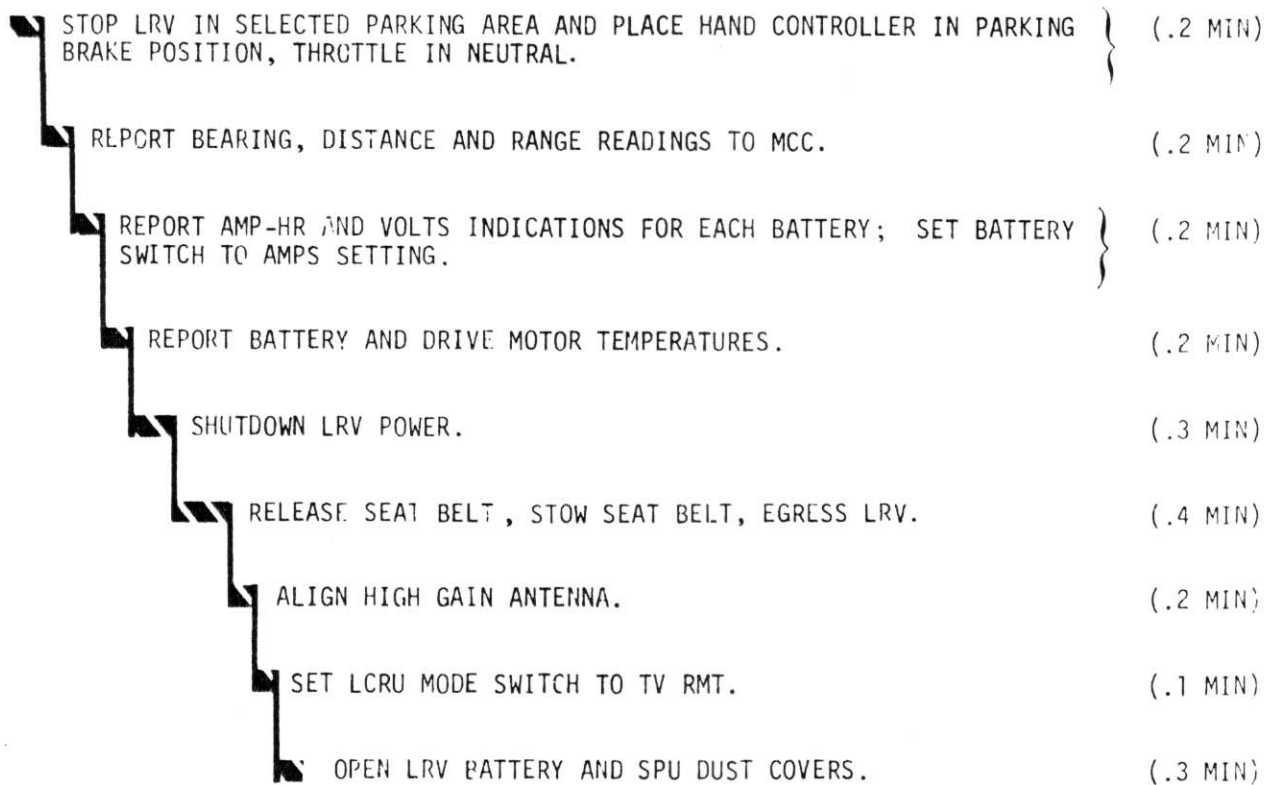 STOP LRV IN SELECTED PARKING AREA AND PLACE HAND CONTROLLER IN PARKING (.2 MIN)
BRAKE POSITION, THROTTLE IN NEUTRAL.
REPORT BEARING, DISTANCE AND RANGE READINGS TO MCC. (.2 MIN)
REPORT AMP-HR AND VOLTS INDICATIONS FOR EACH BATTERY; SET BATTERY (.2 MIN)
SWITCH TO AMPS SETTING.
REPORT BATTERY AND DRIVE MOTOR TEMPERATURES. (.2 MIN)
SHUTDOWN LRV POWER. (.3 MIN)
RELEASE SEAT BELT, STOW SEAT BELT, EGRESS LRV. (.4 MIN)
ALIGN HIGH GAIN ANTENNA. (.2 MIN)
SET LCRU MODE SWITCH TO TV RMT. (.1 MIN)
OPEN LRV BATTERY AND SPU DUST COVERS. (.3 MIN)